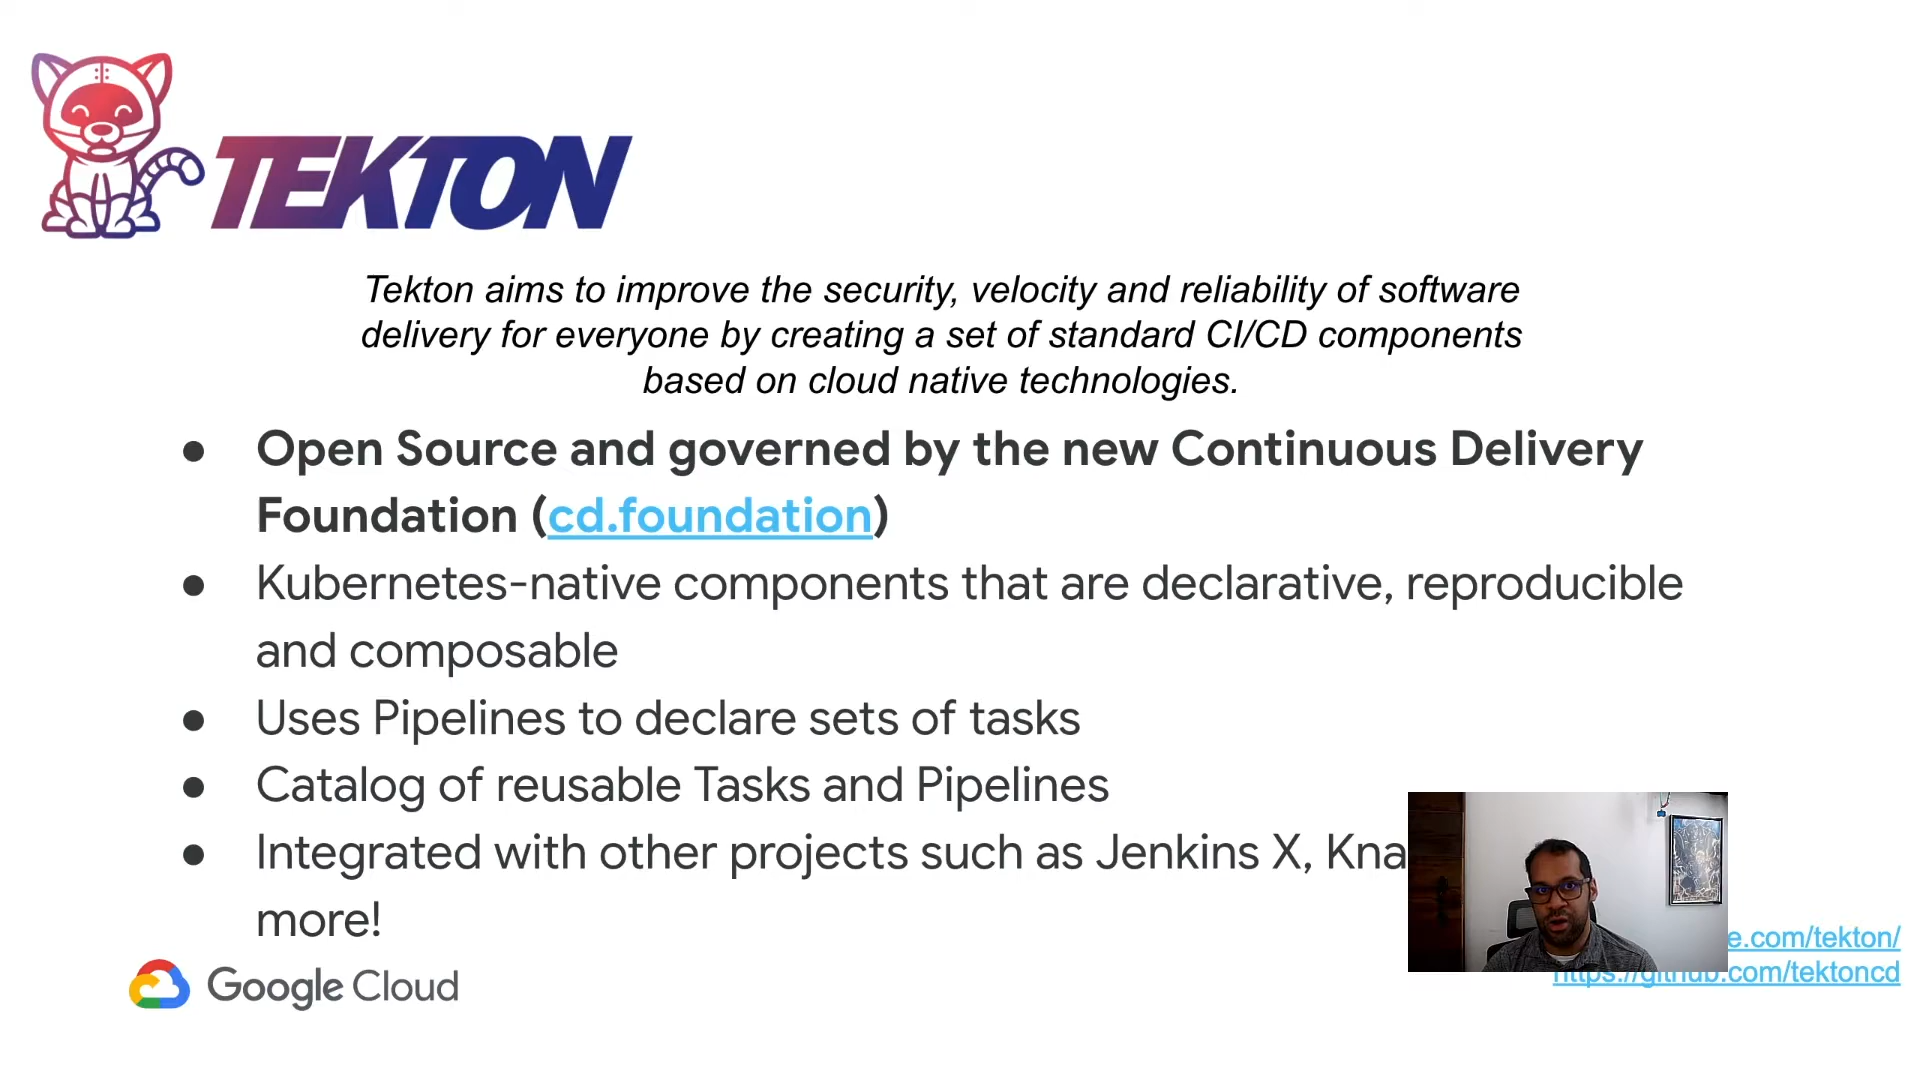 TEKTON
Tekton aims to improve the security, velocity and reliability of software
delivery for everyone by creating a set of standard CI/CD components
based on cloud native technologies.
● Open Source and governed by the new Continuous Delivery
Foundation (cd.foundation)
● Kubernetes-native components that are declarative, reproducible
and composable
● Uses Pipelines to declare sets of tasks
● Catalog of reusable Tasks and Pipelines
● Integrated with other projects such as Jenkins X,
more!
e.com/tekton/
https://github.com/tektoncd
Google Cloud